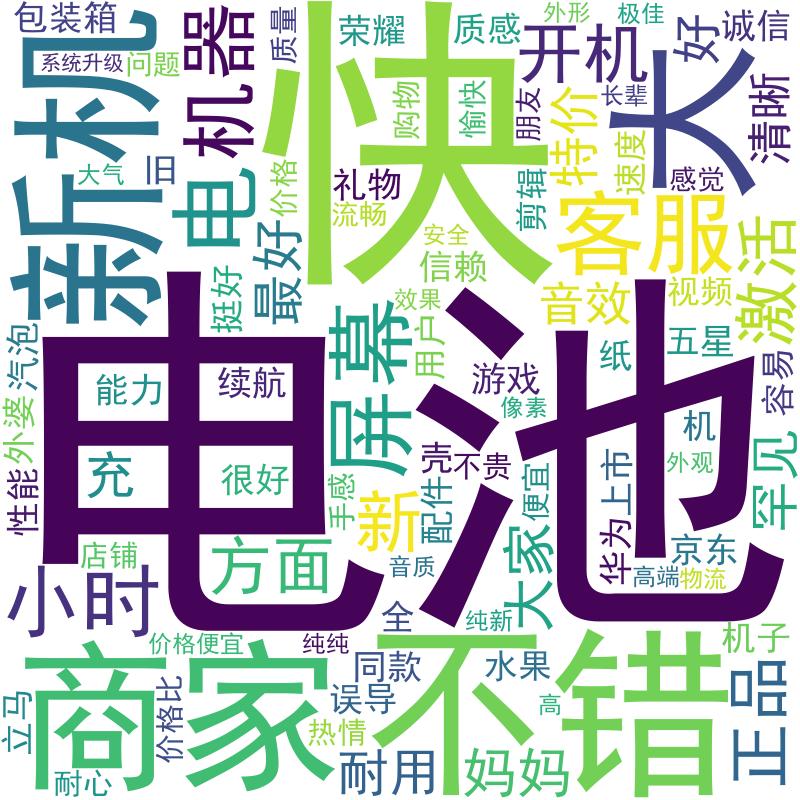 包装箱
新机
机器
质量
快
荣耀
质感
外形
极佳
开机
大
好
诚信
系统升级
问题
购物
愉快
朋友
特价
长辈
速度
清晰
大气
电
价格
礼物
流畅
剪辑
感觉
最好
挺好
安全
信赖
客服
激活
汽泡
效果
音效
视频
电池
屏幕
用户
纸
五星
容易
能力
续航
游戏
像素
外婆
充
很好
壳
不贵
机
外观
罕见
性能
手感
新
配件
便宜
华为
上市
店铺
方面
音质
大家
京东
高端
物流
小时
全
纯新
价格便宜
纯纯
机子
商家
不错
同款
水果
正品
立马
价格比
误导
高
热情
耐心
耐用
妈妈